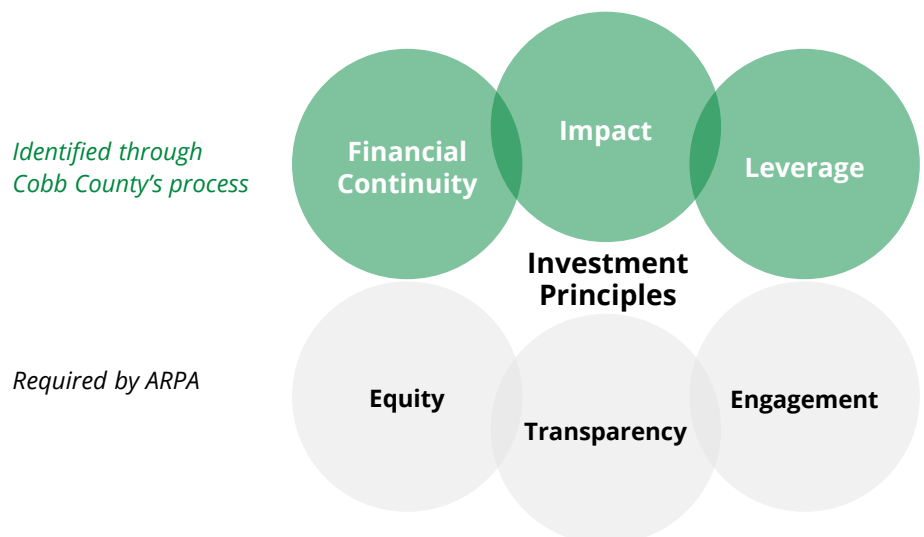 Identified through
Cobb County’s process
Financial
Continuity
Impact
Leverage
Investment
Principles
Required by ARPA
Equity
Transparency
Engagement